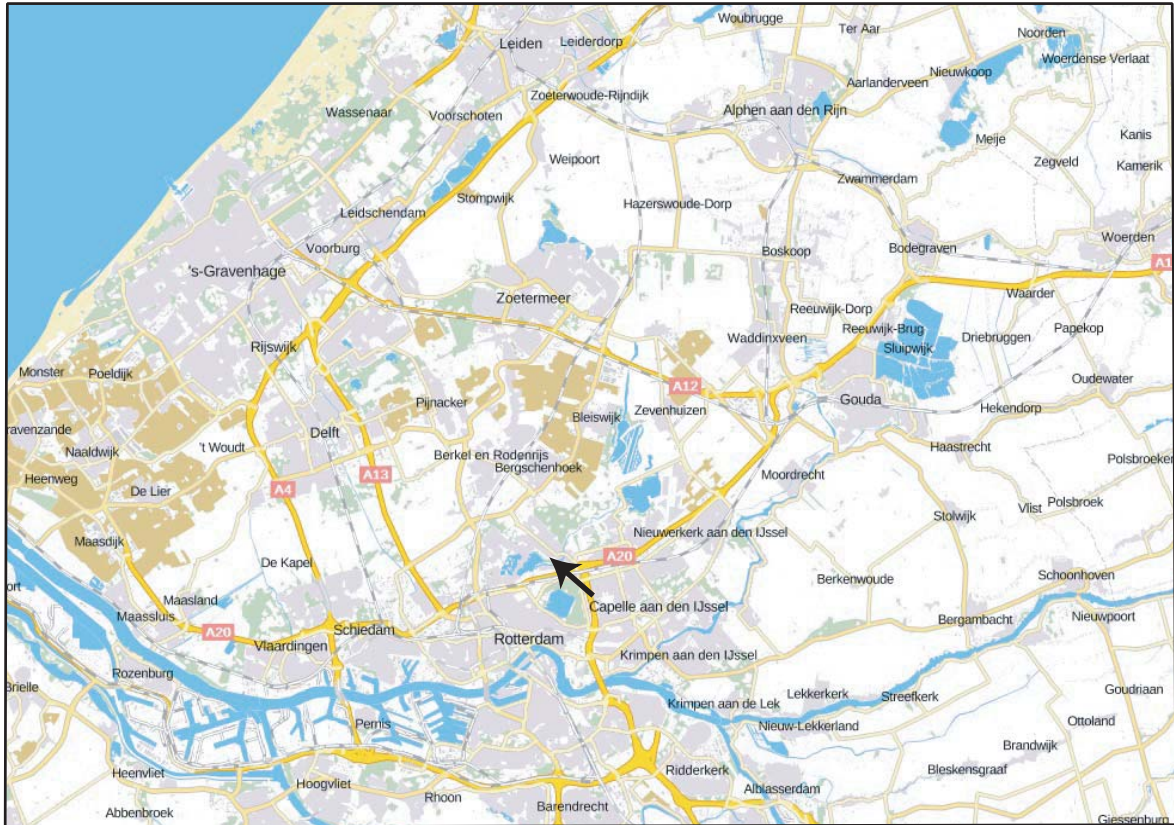 Woubrugge
Noorden
Ter Aar
Leiden
Leiderdorp
Woerdense Verlaat
Nieuwkoop
Aarlanderveen
Zoeterwoude-Rijndijk
Wassenaar
Voorschoten
Alphen aan den Rijn
Kanis
Meije
Weipoort
Zegveld
Kamerik
Zwammerdam
Stompwijk
Hazerswoude-Dorp
Leidschendam
Woerden
Voorburg
Boskoop
Bodegraven
A1
's-Gravenhage
Zoetermeer
Waarder
Reeuwijk-Dorp
Reeuwijk-Brug
Papekop
Waddinxveen
Driebruggen
Rijswijk
Sluipwijk
Monster
Poeldijk
A12
Oudewater
Gouda
Pijnacker
Zevenhuizen
Hekendorp
Bleiswijk
ravenzande
Delft
't Woudt
Haastrecht
Naaldwijk
Berkel en Rodenrijs
Polsbroeker
Bergschenhoek
Moordrecht
Heenweg
A13
De Lier
A4
Polsbroek
Vlist
Stolwijk
Nieuwerkerk aan den IJssel
Maasdijk
A20
De Kapel
Schoonhoven
Berkenwoude
ort
Maasland
Capelle aan den IJssel
Maassluis
Bergambacht
Nieuwpoort
A20
Schiedam
Rotterdam
Vlaardingen
Krimpen aan den IJssel
Rozenburg
Brielle
Lekkerkerk
Streefkerk
Goudriaan
Krimpen aan de Lek
Pernis
Nieuw-Lekkerland
Ottoland
Brandwijk
Heenvliet
Ridderkerk
Bleskensgraaf
Hoogvliet
Rhoon
Alblasserdam
Abbenbroek
Barendrecht
Giessenburg